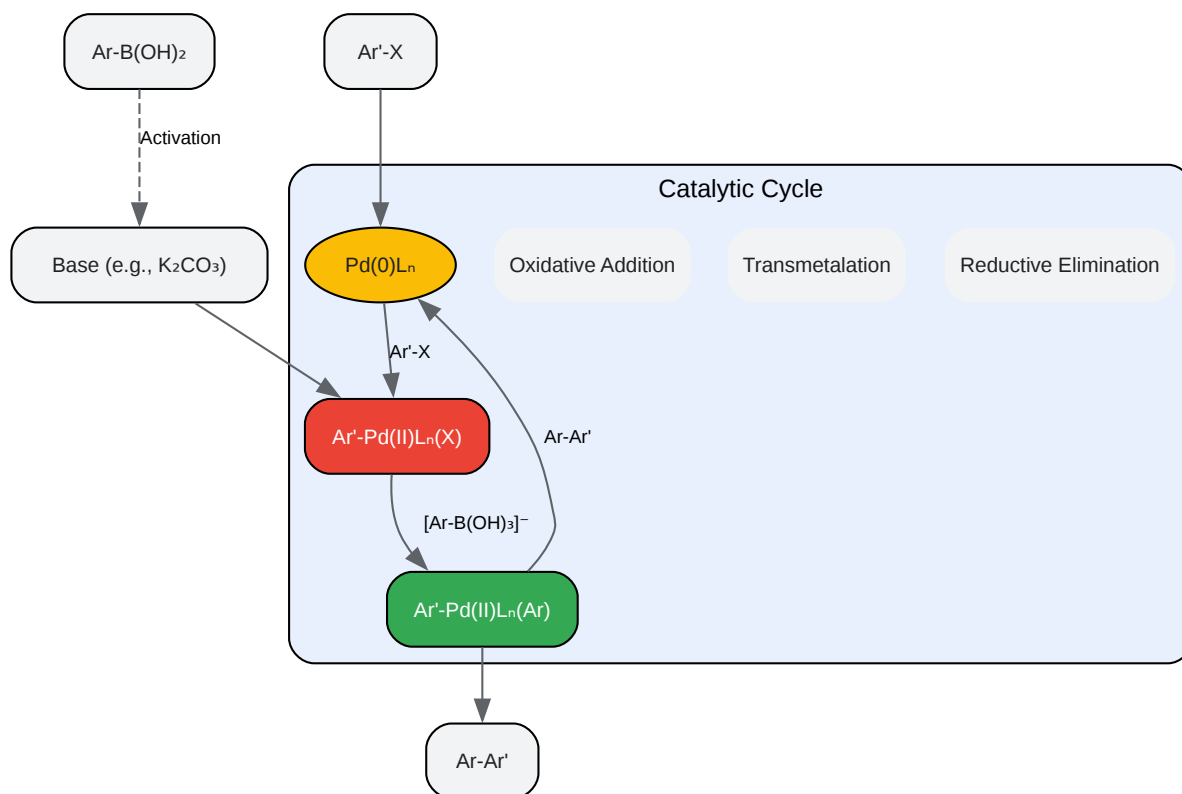 Ar-B(OH)₂
Ar'-X
Activation
Catalytic Cycle
Base (e.g., K₂CO₃)
Pd(0)Lₙ
Oxidative Addition
Transmetalation
Reductive Elimination
Ar'-X
Ar'-Pd(II)Lₙ(X)
Ar-Ar'
[Ar-B(OH)₃]⁻
Ar'-Pd(II)Lₙ(Ar)
Ar-Ar'